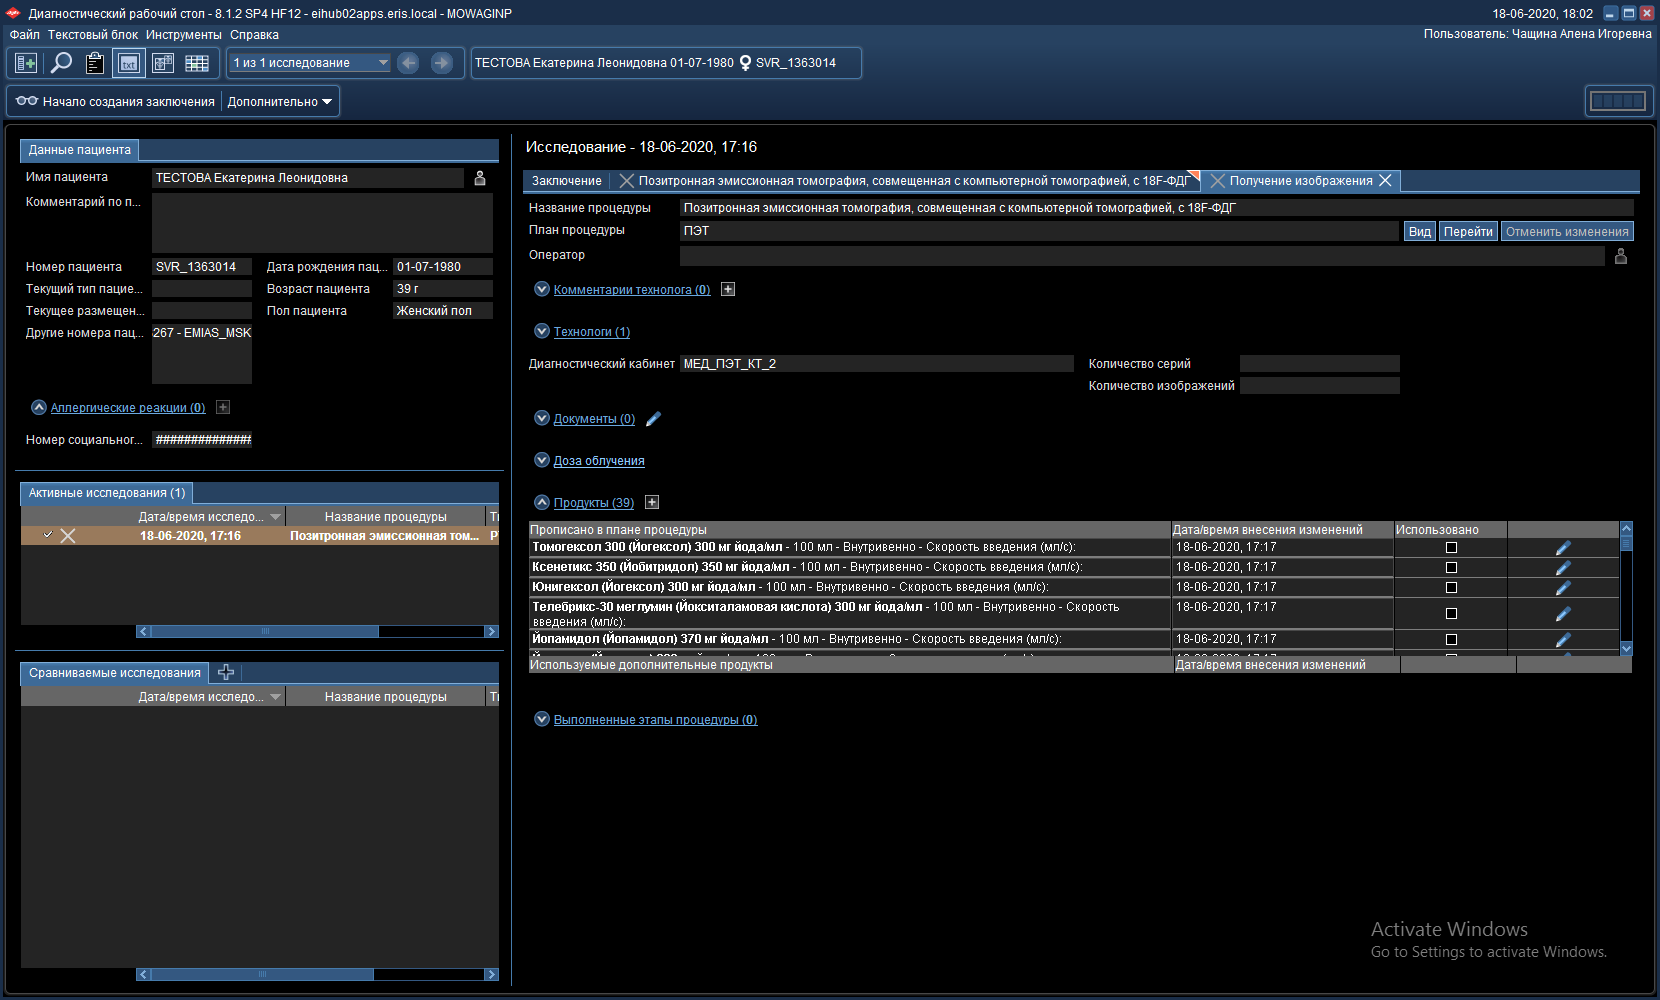 Диагностический рабочий стол - 8.1.2 SP4 HF12 - eihub02apps.eris.local - MOWAGINP
18-06-2020, 18:02
Файл Текстовый блок Инструменты Справка
Пользователь: Чащина Алена Игоревна
txt
1 из 1 исследование
ТЕСТОВА Екатерина Леонидовна 01-07-1980 SVR_1363014
Начало создания заключения Дополнительно
Данные пациента
Имя пациента ТЕСТОВА Екатерина Леонидовна
Комментарий по п...
Номер пациента SVR_1363014 Дата рождения пац... 01-07-1980
Текущий тип пацие... Возраст пациента 39 г
Текущее размещен... Пол пациента Женский пол
Другие номера пац... 267 - EMIAS_MSK
Аллергические реакции (0)
Номер социальног... ##############
Активные исследования (1)
Дата/время исследо... Название процедуры
18-06-2020, 17:16 Позитронная эмиссионная том...
Сравниваемые исследования
Дата/время исследо... Название процедуры
Исследование - 18-06-2020, 17:16
Заключение Позитронная эмиссионная томография, совмещенная с компьютерной томографией, с 18F-ФДГ Получение изображения
Название процедуры Позитронная эмиссионная томография, совмещенная с компьютерной томографией, с 18F-ФДГ
План процедуры ПЭТ Вид Перейти Отменить изменения
Оператор
Комментарии технолога (0)
Технологи (1)
Диагностический кабинет МЕД_ПЭТ_КТ_2 Количество серий
Количество изображений
Документы (0)
Доза облучения
Продукты (39)
Прописано в плане процедуры Дата/время внесения изменений Использовано
Томогексол 300 (Йогексол) 300 мг йода/мл - 100 мл - Внутривенно - Скорость введения (мл/с): 18-06-2020, 17:17
Ксенетикс 350 (Йобитридол) 350 мг йода/мл - 100 мл - Внутривенно - Скорость введения (мл/с): 18-06-2020, 17:17
Юнигексол (Йогексол) 300 мг йода/мл - 100 мл - Внутривенно - Скорость введения (мл/с): 18-06-2020, 17:17
Телебрикс-30 меглумин (Йокситаламовая кислота) 300 мг йода/мл - 100 мл - Внутривенно - Скорость 18-06-2020, 17:17
введения (мл/с):
Йопамидол (Йопамидол) 370 мг йода/мл - 100 мл - Внутривенно - Скорость введения (мл/с): 18-06-2020, 17:17
Используемые дополнительные продукты Дата/время внесения изменений
Выполненные этапы процедуры (0)
Activate Windows
Go to Settings to activate Windows.